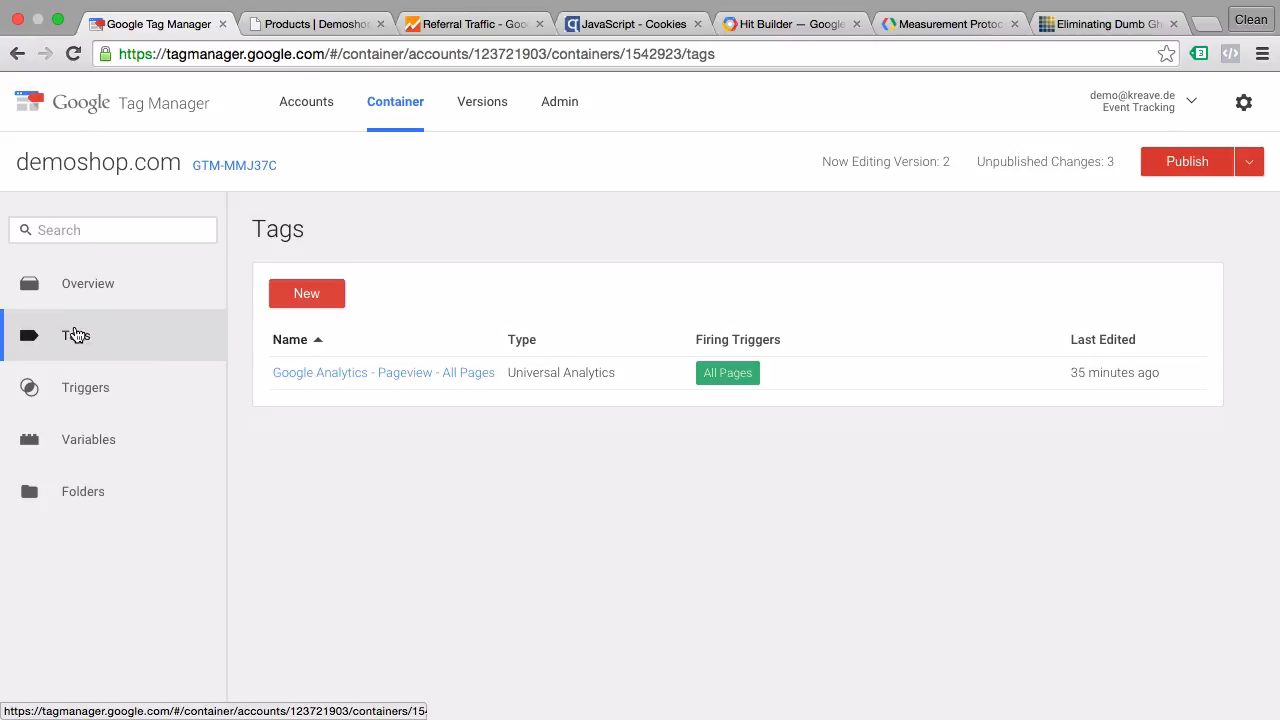 Google Tag Manager
Products | Demoshop
Referral Traffic - Goo
JavaScript - Cookies
Hit Builder — Google
Measurement Protoc
Eliminating Dumb Gh
Clean
https://tagmanager.google.com/#/container/accounts/123721903/containers/1542923/tags
Google Tag Manager
Accounts
Container
Versions
Admin
demo@kreave.de
Event Tracking
demoshop.com GTM-MMJ37C
Now Editing Version: 2
Unpublished Changes: 3
Publish
Search
Overview
Tags
Triggers
Variables
Folders
Tags
New
Name Type Firing Triggers Last Edited
Google Analytics - Pageview - All Pages Universal Analytics All Pages 35 minutes ago
https://tagmanager.google.com/#/container/accounts/123721903/containers/154